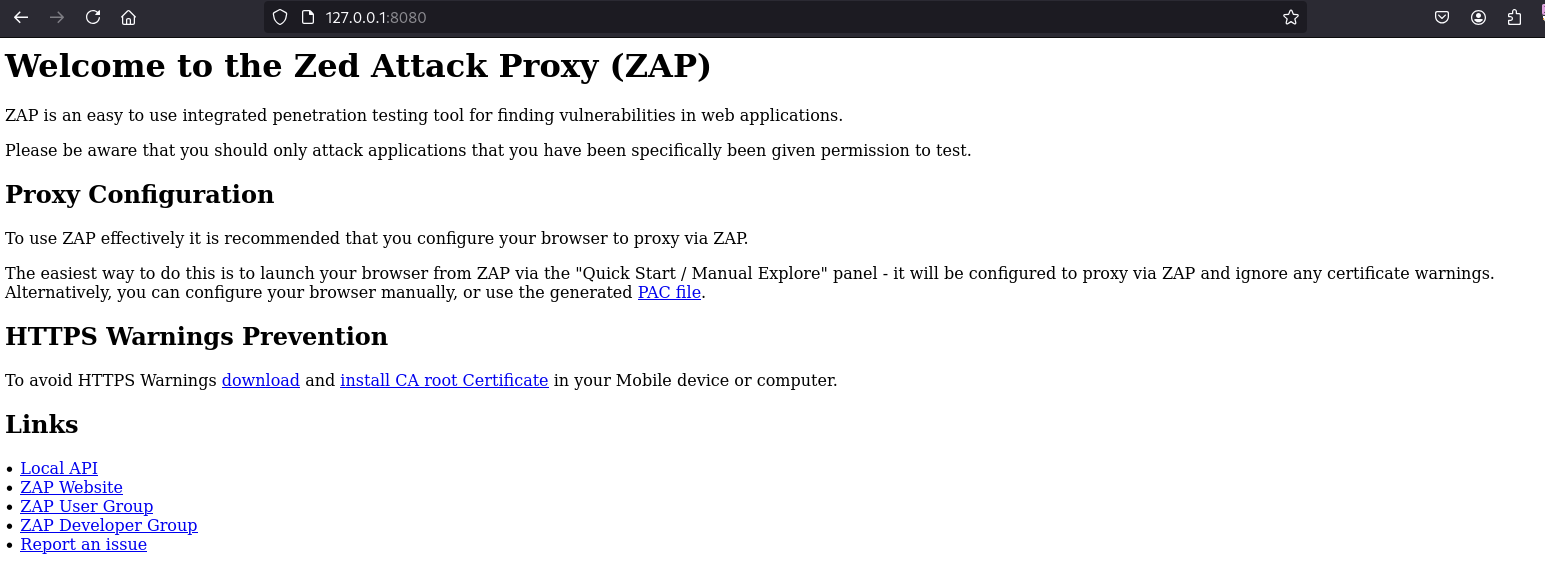 127.0.0.1:8080
Welcome to the Zed Attack Proxy (ZAP)
ZAP is an easy to use integrated penetration testing tool for finding vulnerabilities in web applications.
Please be aware that you should only attack applications that you have been specifically been given permission to test.
Proxy Configuration
To use ZAP effectively it is recommended that you configure your browser to proxy via ZAP.
The easiest way to do this is to launch your browser from ZAP via the "Quick Start / Manual Explore" panel - it will be configured to proxy via ZAP and ignore any certificate warnings.
Alternatively, you can configure your browser manually, or use the generated PAC file.
HTTPS Warnings Prevention
To avoid HTTPS Warnings download and install CA root Certificate in your Mobile device or computer.
Links
• Local API
• ZAP Website
• ZAP User Group
• ZAP Developer Group
• Report an issue